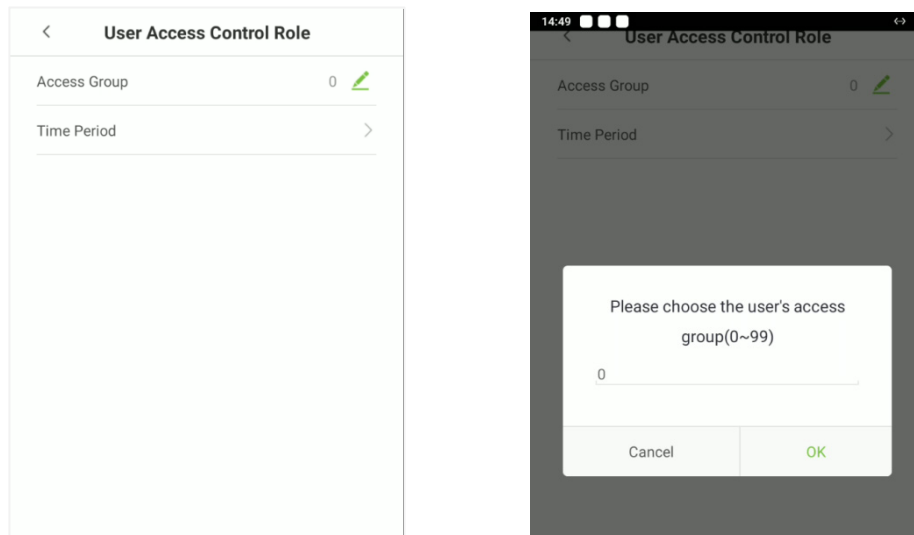 User Access Control Role
Access Group 0
Time Period
14:49
User Access Control Role
Access Group 0
Time Period
Please choose the user's access
group(0~99)
0
Cancel OK